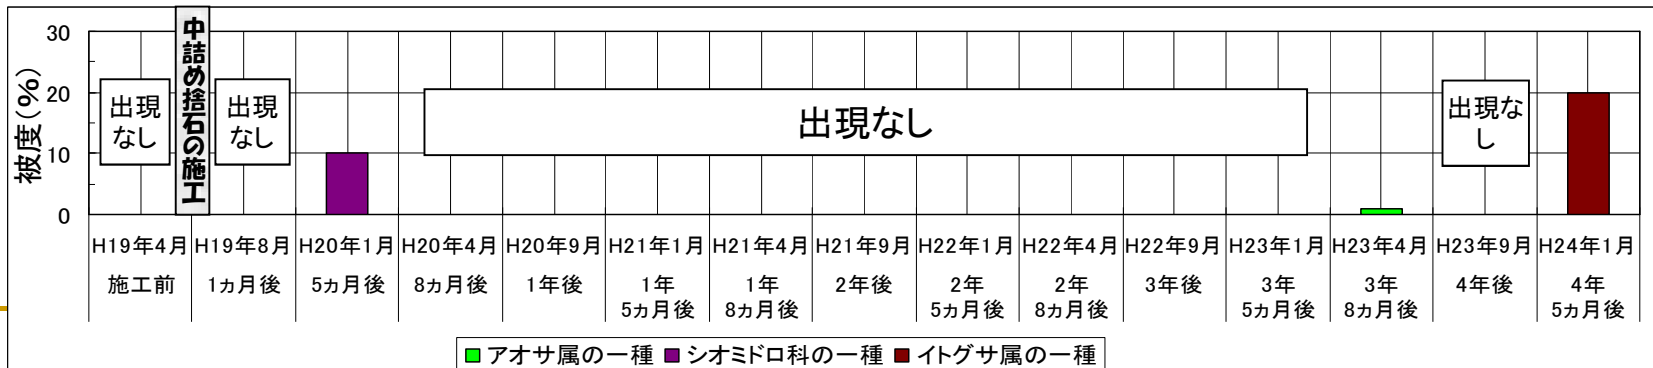 被度(%)
30
20
10
0
中詰め捨石の施工
出現
なし
出現
なし
出現なし
出現な
し
H19年4月 H19年8月 H20年1月 H20年4月 H20年9月 H21年1月 H21年4月 H21年9月 H22年1月 H22年4月 H22年9月 H23年1月 H23年4月 H23年9月 H24年1月
施工前 1ヵ月後 5ヵ月後 8ヵ月後 1年後 1年 1年 2年後 2年 2年 3年後 3年 3年 4年後 4年
5ヵ月後 8ヵ月後 5ヵ月後 8ヵ月後 5ヵ月後 8ヵ月後 5ヵ月後
アオサ属の一種 シオミドロ科の一種 イトグサ属の一種